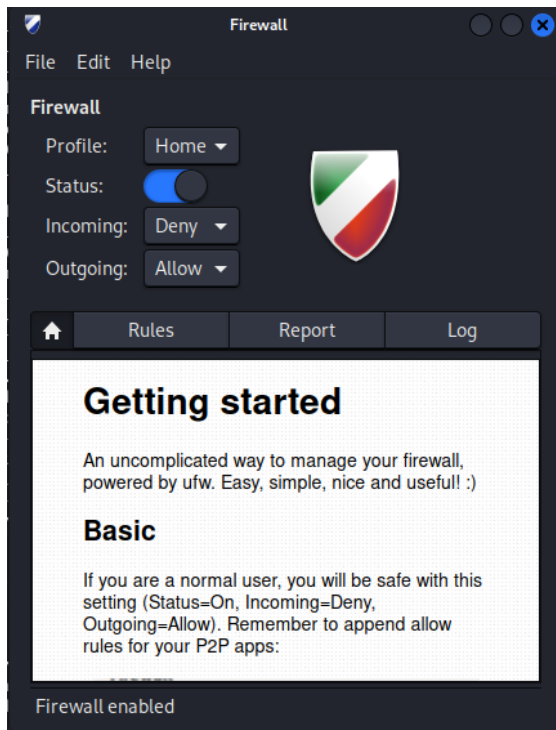 Firewall
File Edit Help
Firewall
Profile: Home
Status:
Incoming: Deny
Outgoing: Allow
Rules Report Log
Getting started
An uncomplicated way to manage your firewall,
powered by ufw. Easy, simple, nice and useful! :)
Basic
If you are a normal user, you will be safe with this
setting (Status=On, Incoming=Deny,
Outgoing=Allow). Remember to append allow
rules for your P2P apps:
Firewall enabled